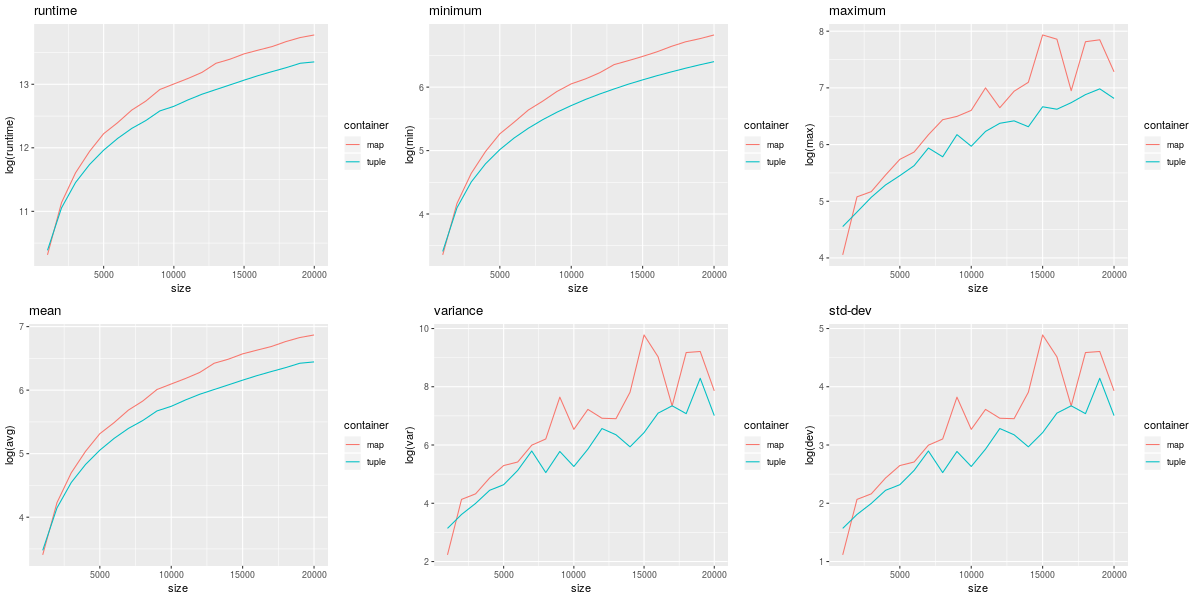 runtime
log(runtime)
13
12
11
5000 10000 15000 20000
size
container
map
tuple
minimum
log(min)
6
5
4
5000 10000 15000 20000
size
container
map
tuple
maximum
log(max)
8
7
6
5
4
5000 10000 15000 20000
size
container
map
tuple
mean
log(avg)
7
6
5
4
5000 10000 15000 20000
size
container
map
tuple
variance
log(var)
10
8
6
4
2
5000 10000 15000 20000
size
container
map
tuple
std-dev
log(dev)
5
4
3
2
1
5000 10000 15000 20000
size
container
map
tuple